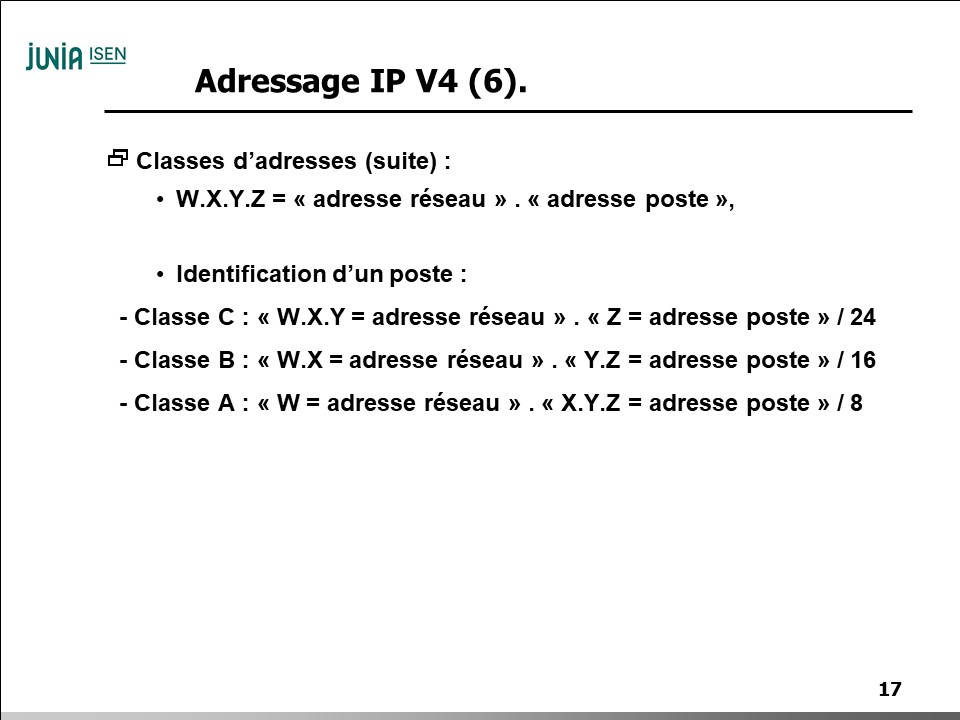 JUNIA ISEN
Adressage IP V4 (6).
Classes d’adresses (suite) :
• W.X.Y.Z = « adresse réseau » . « adresse poste »,
• Identification d’un poste :
- Classe C : « W.X.Y = adresse réseau » . « Z = adresse poste » / 24
- Classe B : « W.X = adresse réseau » . « Y.Z = adresse poste » / 16
- Classe A : « W = adresse réseau » . « X.Y.Z = adresse poste » / 8
17